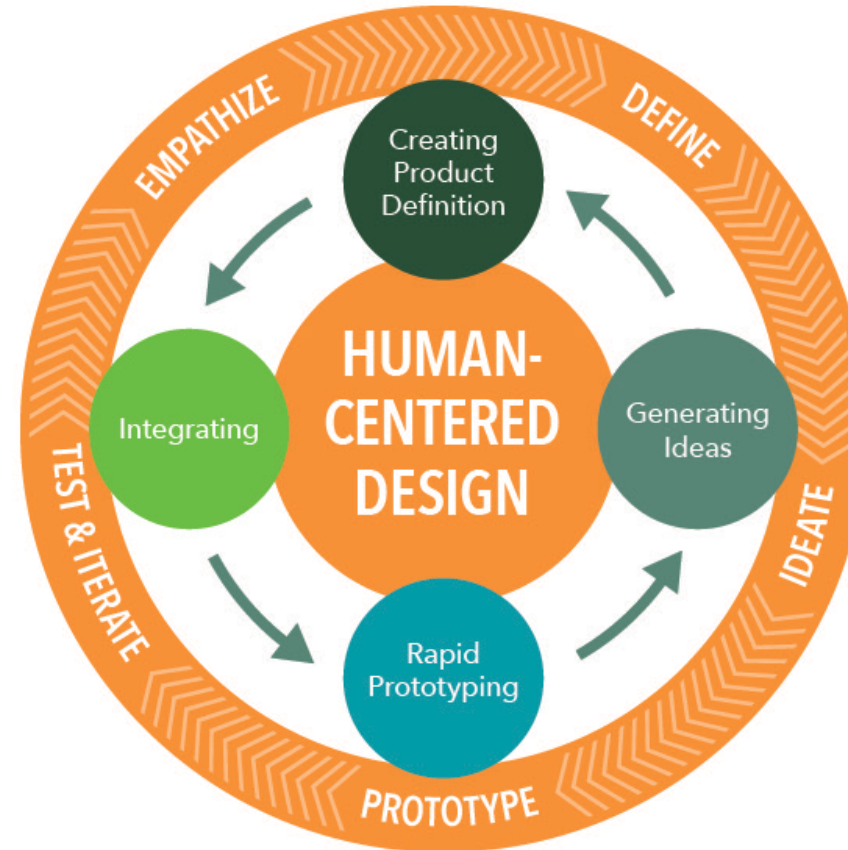 EMPATHIZE
DEFINE
Creating
Product
Definition
HUMAN-
CENTERED
DESIGN
Integrating
Generating
Ideas
TEST & ITERATE
IDEATE
Rapid
Prototyping
PROTOTYPE